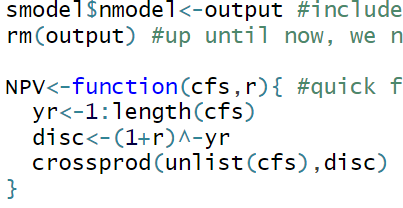 smodel$nmodel<-output #include
rm(output) #up until now, we n
NPV<-function(cfs,r){ #quick f
  yr<-1:length(cfs)
  disc<-(1+r)^-yr
  crossprod(unlist(cfs),disc)
}